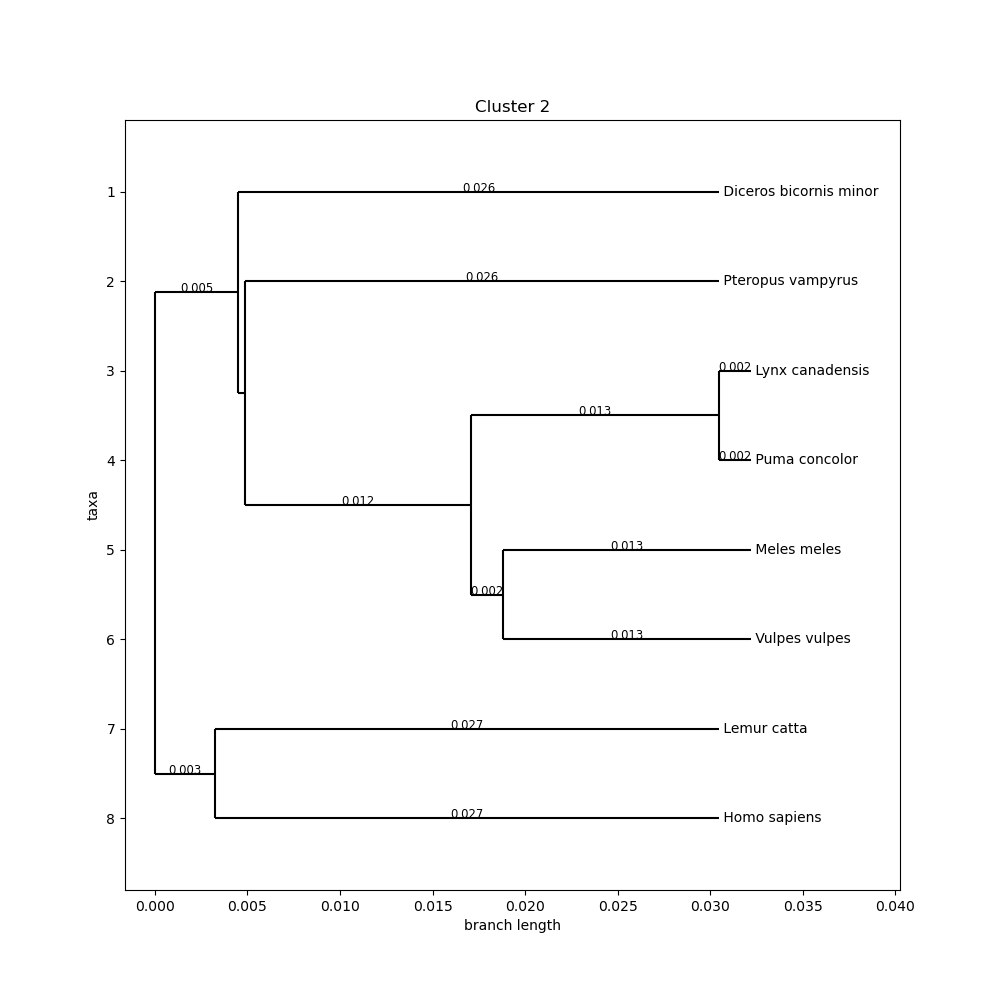 Cluster 2
1
0.026
Diceros bicornis minor
2
0.026
Pteropus vampyrus
0.005
3
0.002
Lynx canadensis
0.013
4
0.002
Puma concolor
0.012
taxa
5
0.013
Meles meles
0.002
6
0.013
Vulpes vulpes
7
0.027
Lemur catta
0.003
8
0.027
Homo sapiens
0.000 0.005 0.010 0.015 0.020 0.025 0.030 0.035 0.040
branch length